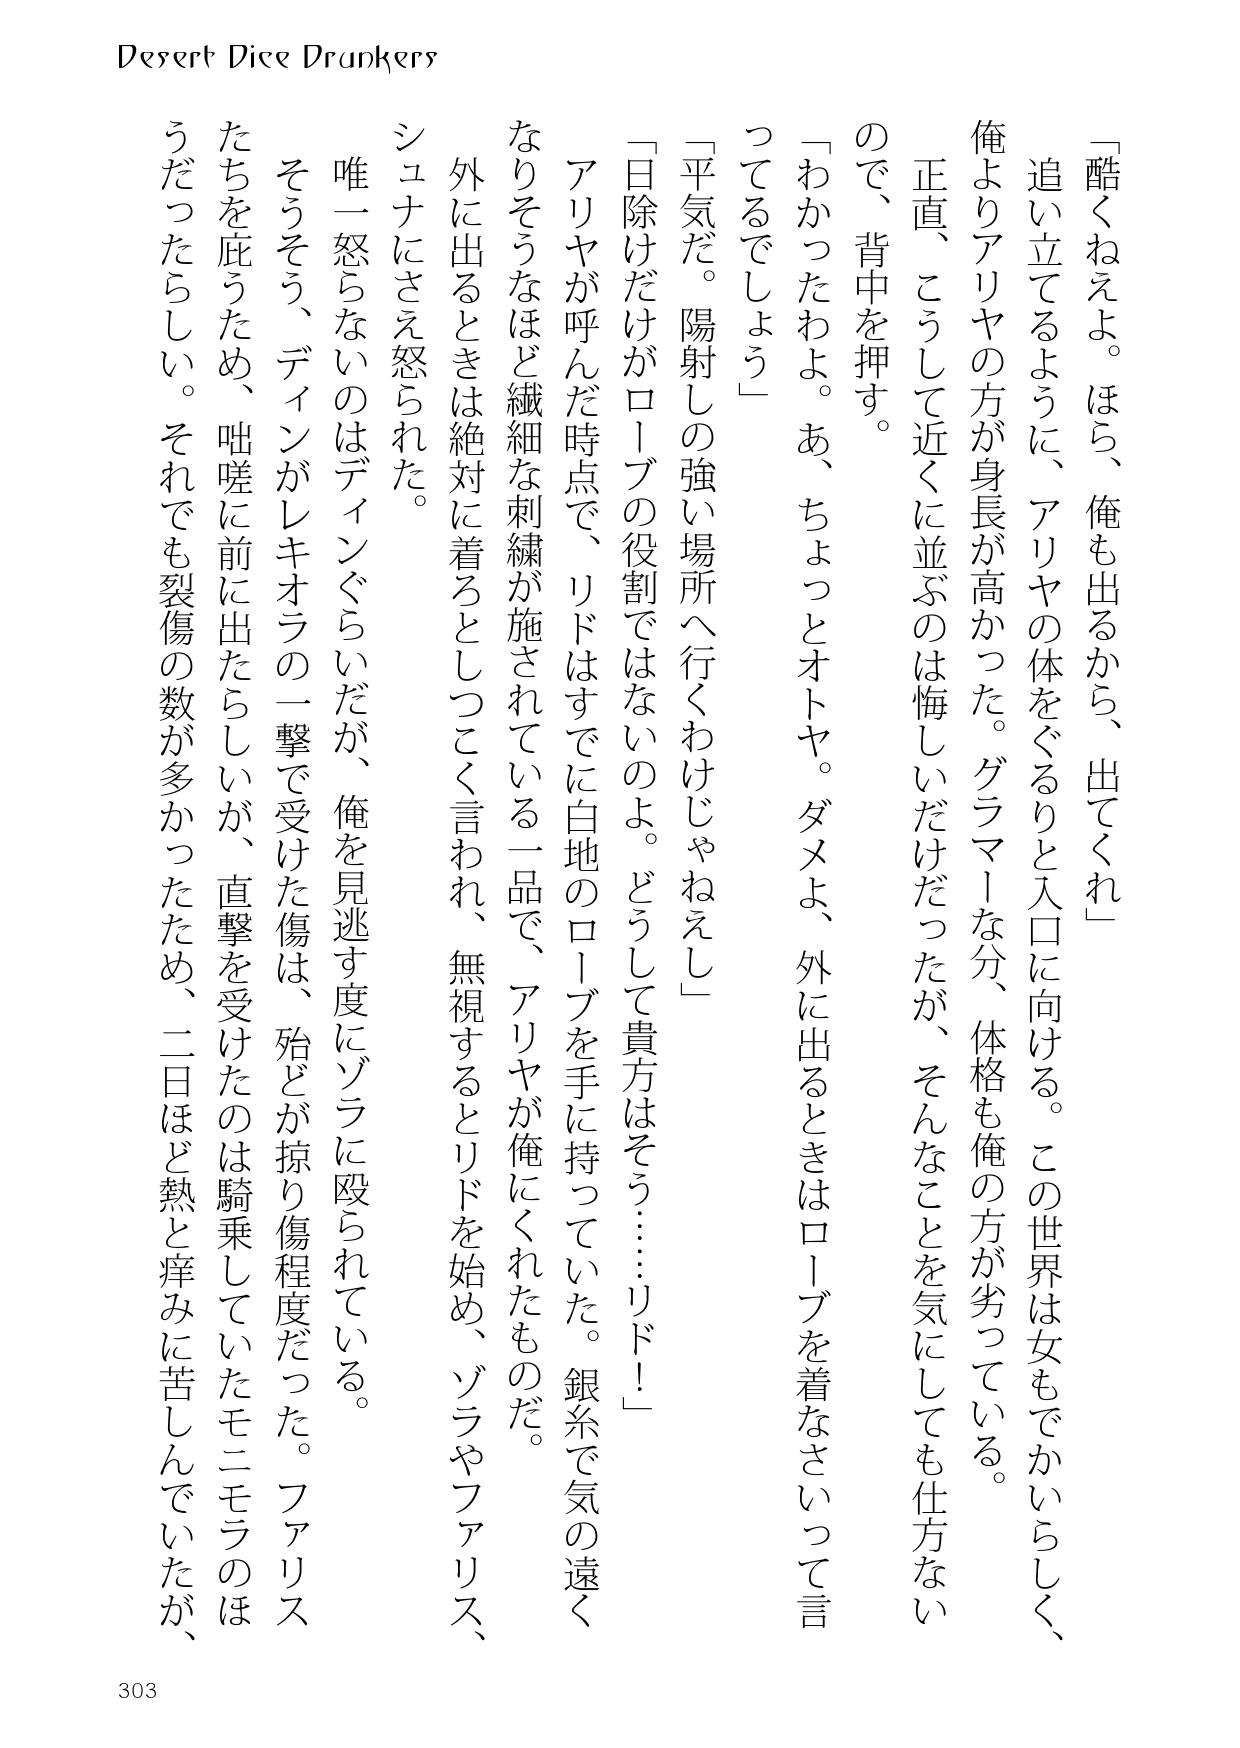 Desert Dice Drunkers
「酷くねえよ。ほら、俺も出るから、出てくれ」
　追い立てるように、アリヤの体をぐるりと入口に向ける。この世界は女もでかいらしく、
俺よりアリヤの方が身長が高かった。グラマーな分、体格も俺の方が劣っている。
　正直、こうして近くに並ぶのは悔しいだけだったが、そんなことを気にしても仕方ない
ので、背中を押す。
「わかったわよ。あ、ちょっとオトヤ。ダメよ、外に出るときはローブを着なさいって言
ってるでしょう」
「平気だ。陽射しの強い場所へ行くわけじゃねえし」
「日除けだけがローブの役割ではないのよ。どうして貴方はそう……リド！」
　アリヤが呼んだ時点で、リドはすでに白地のローブを手に持っていた。銀糸で気の遠く
なりそうなほど繊細な刺繍が施されている一品で、アリヤが俺にくれたものだ。
　外に出るときは絶対に着ろとしつこく言われ、無視するとリドを始め、ゾラやファリス、
シュナにさえ怒られた。
　唯一怒らないのはディンぐらいだが、俺を見逃す度にゾラに殴られている。
　そうそう、ディンがレキオラの一撃で受けた傷は、殆どが掠り傷程度だった。ファリス
たちを庇うため、咄嗟に前に出たらしいが、直撃を受けたのは騎乗していたモニモラのほ
うだったらしい。それでも裂傷の数が多かったため、二日ほど熱と痒みに苦しんでいたが、
303